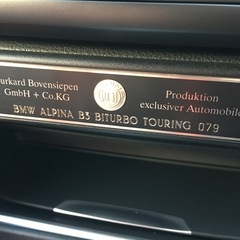 urkard Bovensiepen
GmbH + Co.KG
Produktion
exclusiver Automobile
BMW ALPINA B3 BITURBO TOURING 079